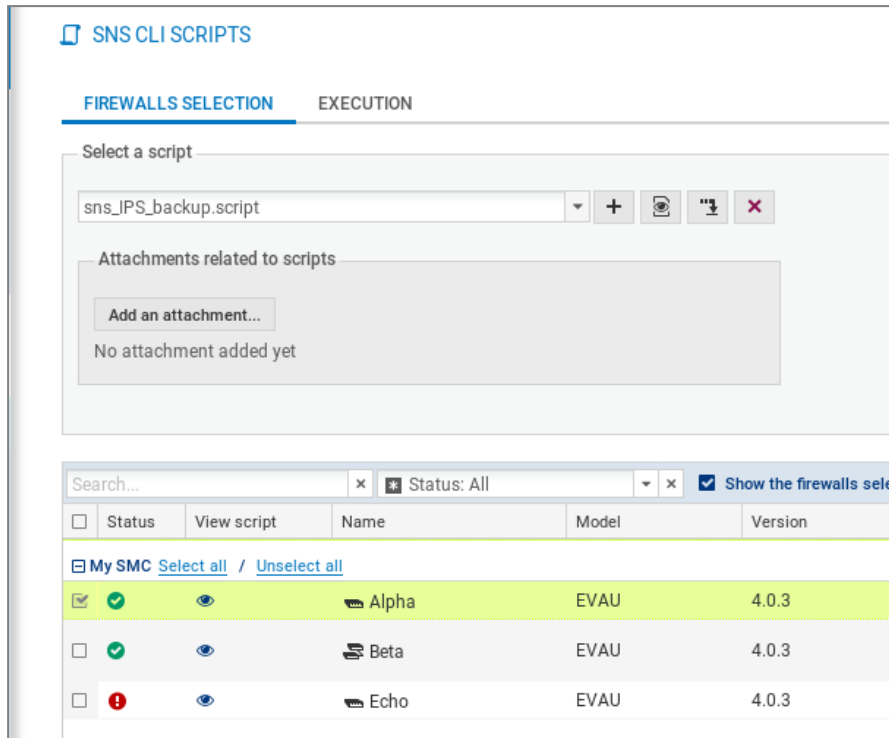 SNS CLI SCRIPTS
FIREWALLS SELECTION EXECUTION
Select a script
sns_IPS_backup.script
Attachments related to scripts
Add an attachment...
No attachment added yet
Search... Status: All Show the firewalls sele
Status View script Name Model Version
My SMC Select all / Unselect all
Alpha EVAU 4.0.3
Beta EVAU 4.0.3
Echo EVAU 4.0.3